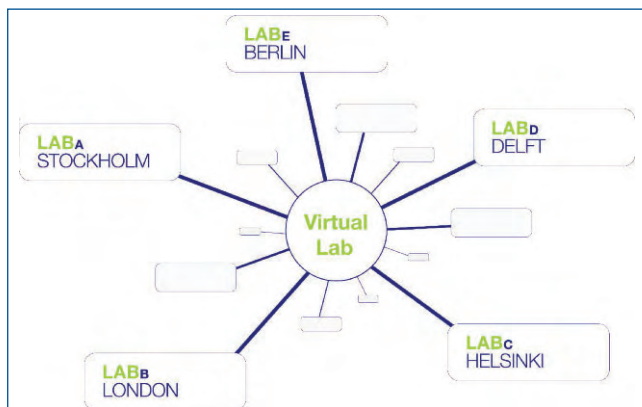 LABE
BERLIN
LABA
STOCKHOLM
LABD
DELFT
Virtual
Lab
LABB
LONDON
LABC
HELSINKI